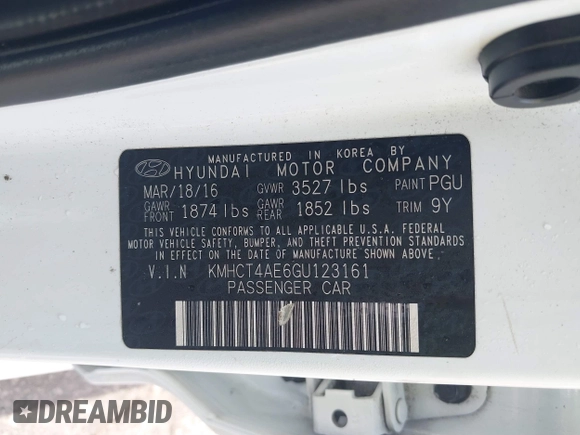 MANUFACTURED IN KOREA BY
HYUNDAI MOTOR COMPANY
MAR/18/16 GVWR 3527 lbs PAINT PGU
GAWR FRONT 1874 lbs GAWR REAR 1852 lbs TRIM 9Y
THIS VEHICLE CONFORMS TO ALL APPLICABLE U.S.A. FEDERAL
MOTOR VEHICLE SAFETY, BUMPER, AND THEFT PREVENTION STANDARDS
IN EFFECT ON THE DATE OF MANUFACTURE SHOWN ABOVE.
V.I.N KMHCT4AE6GU123161
PASSENGER CAR
DREAMBID